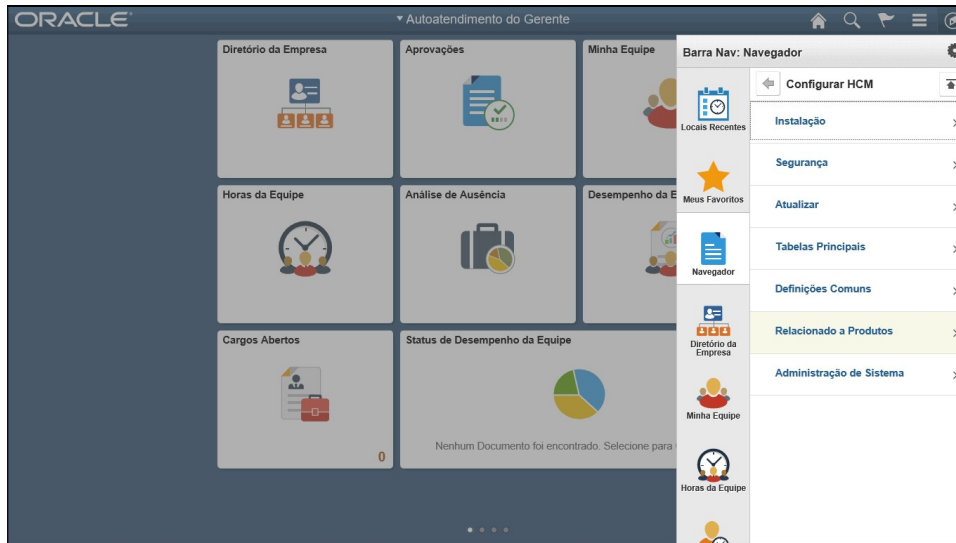 ORACLE
Autoatendimento do Gerente
Diretório da Empresa
Aprovações
Minha Equipe
Horas da Equipe
Análise de Ausência
Desempenho da E
Cargos Abertos
0
Status de Desempenho da Equipe
Nenhum Documento foi encontrado. Selecione para
Barra Nav: Navegador
Locais Recentes
Meus Favoritos
Navegador
Diretório da
Empresa
Minha Equipe
Horas da Equipe
Configurar HCM
Instalação
Segurança
Atualizar
Tabelas Principais
Definições Comuns
Relacionado a Produtos
Administração de Sistema